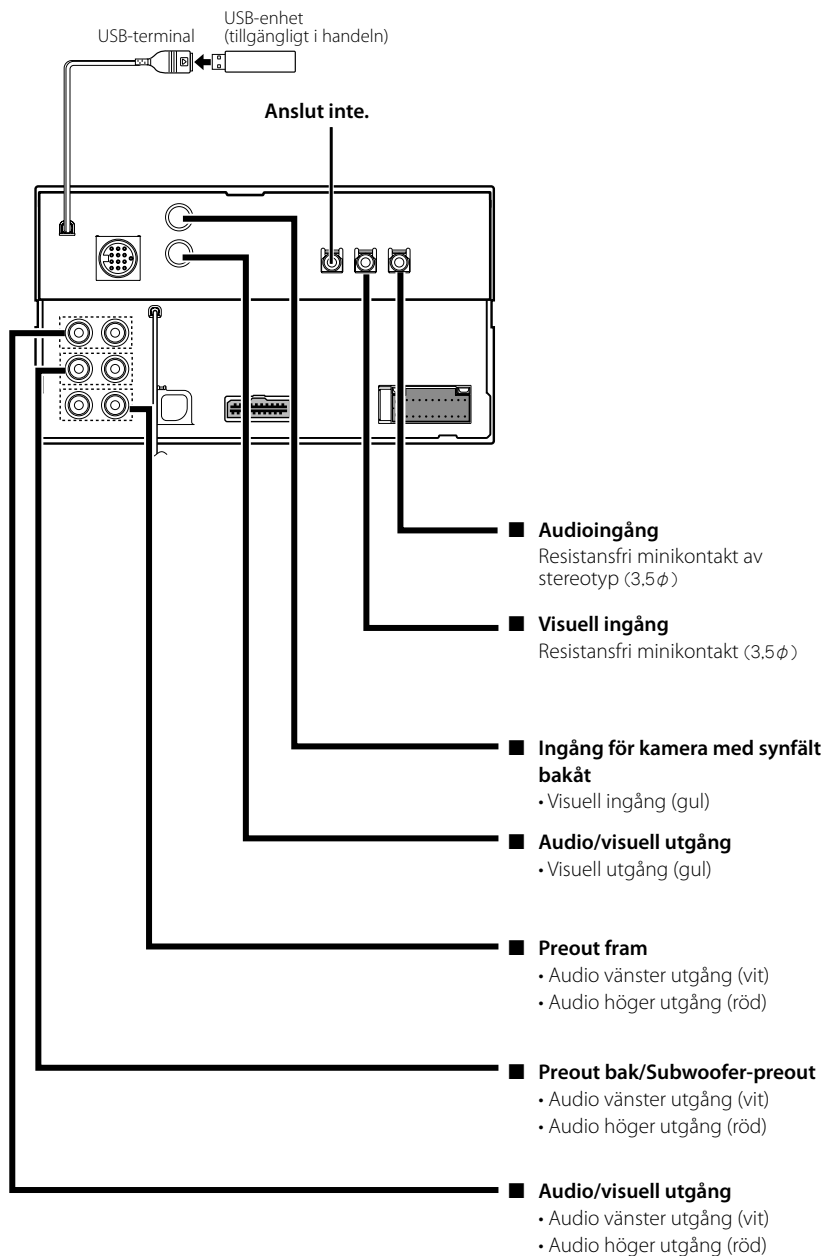 USB-enhet
USB-terminal
(tillgängligt i handeln)
Anslut inte.
■ Audioingång
Resistansfri minikontakt av
stereotyp (3,5φ)
■ Visuell ingång
Resistansfri minikontakt (3,5φ)
■ Ingång för kamera med synfält
bakåt
• Visuell ingång (gul)
■ Audio/visuell utgång
• Visuell utgång (gul)
■ Preout fram
• Audio vänster utgång (vit)
• Audio höger utgång (röd)
■ Preout bak/Subwoofer-preout
• Audio vänster utgång (vit)
• Audio höger utgång (röd)
■ Audio/visuell utgång
• Audio vänster utgång (vit)
• Audio höger utgång (röd)